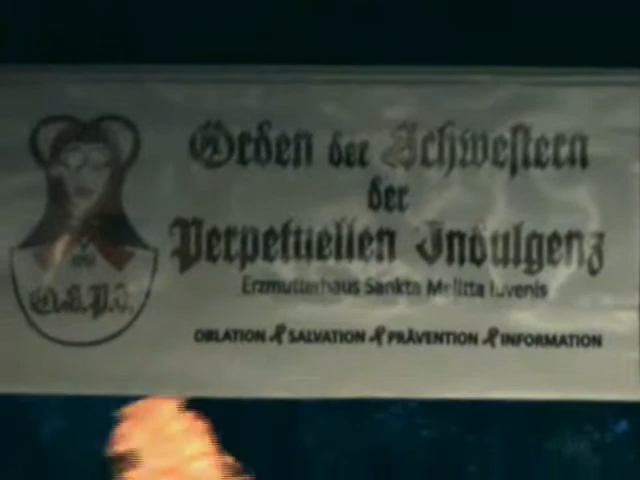 Orden der Schwestern
der
Perpetuellen Indulgenz
Erzmutterhaus Sankta Melitta Iuvenis
OBLATION SALVATION PRÄVENTION INFORMATION
O.S.P.I.